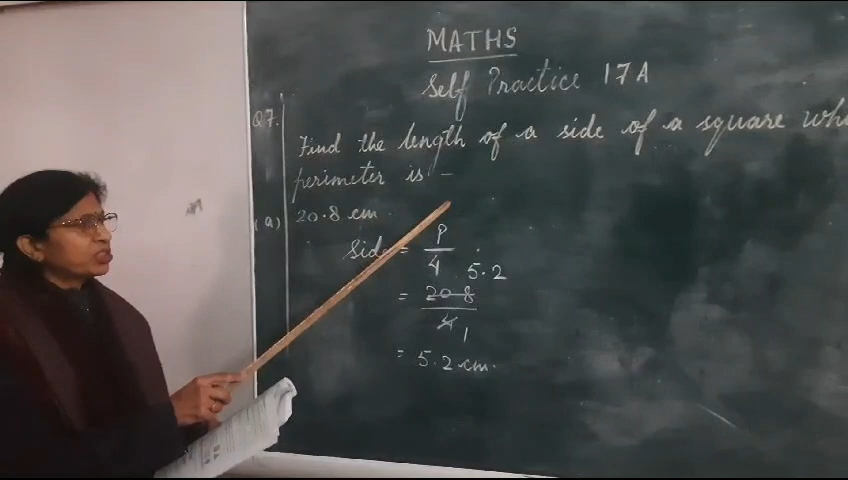 MATHS
Self Practice 17A
Q7. Find the length of a side of a square
perimeter is -
(a) 20.8 cm.
Side = P
4
5.2
= 20.8
4
1
= 5.2 cm.